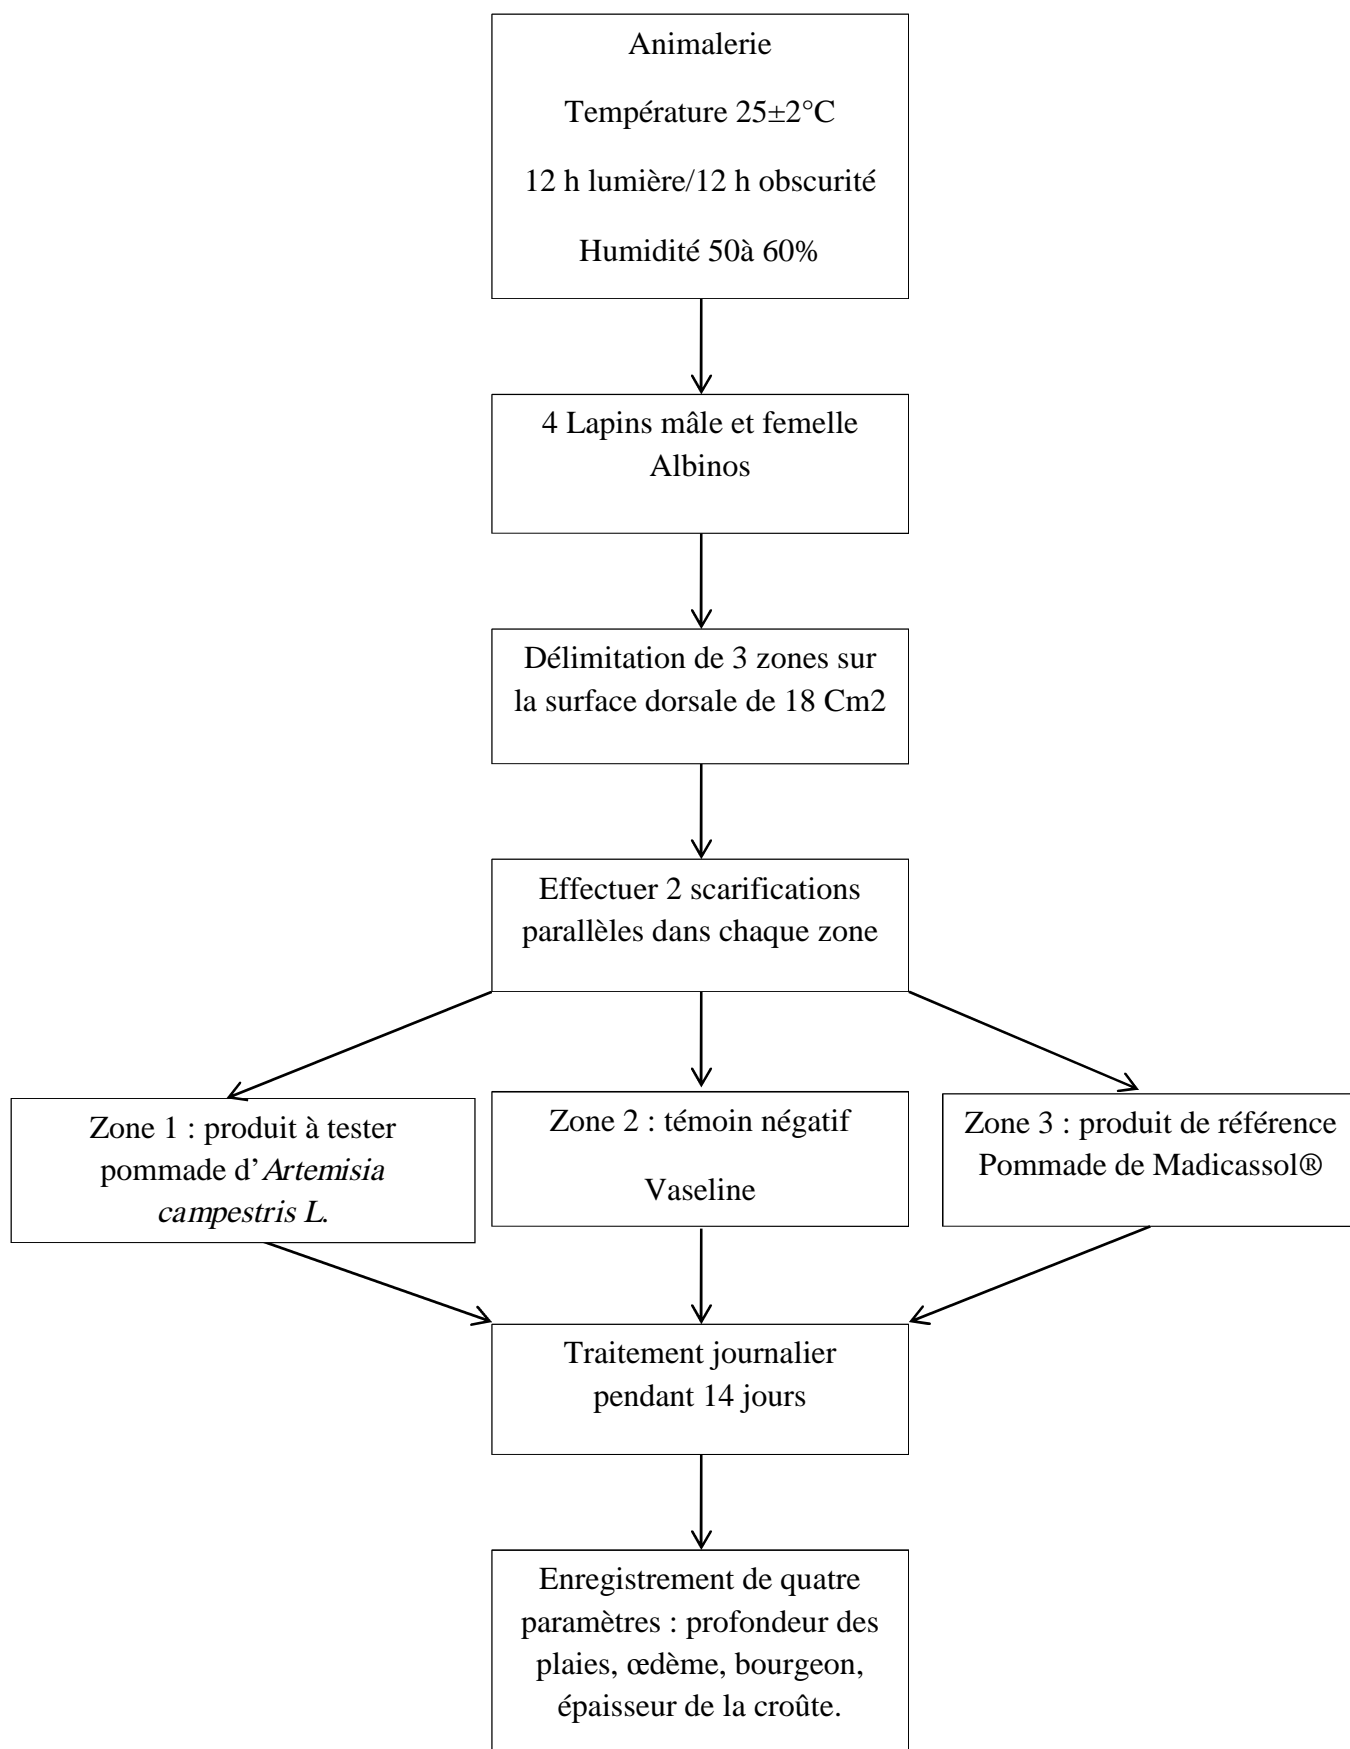 Animalerie
Température 25±2°C
12 h lumière/12 h obscurité
Humidité 50à 60%
4 Lapins mâle et femelle
Albinos
Délimitation de 3 zones sur
la surface dorsale de 18 Cm2
Effectuer 2 scarifications
parallèles dans chaque zone
Zone 1 : produit à tester
pommade d’Artemisia
campestris L.
Zone 2 : témoin négatif
Vaseline
Zone 3 : produit de référence
Pommade de Madicassol®
Traitement journalier
pendant 14 jours
Enregistrement de quatre
paramètres : profondeur des
plaies, œdème, bourgeon,
épaisseur de la croûte.